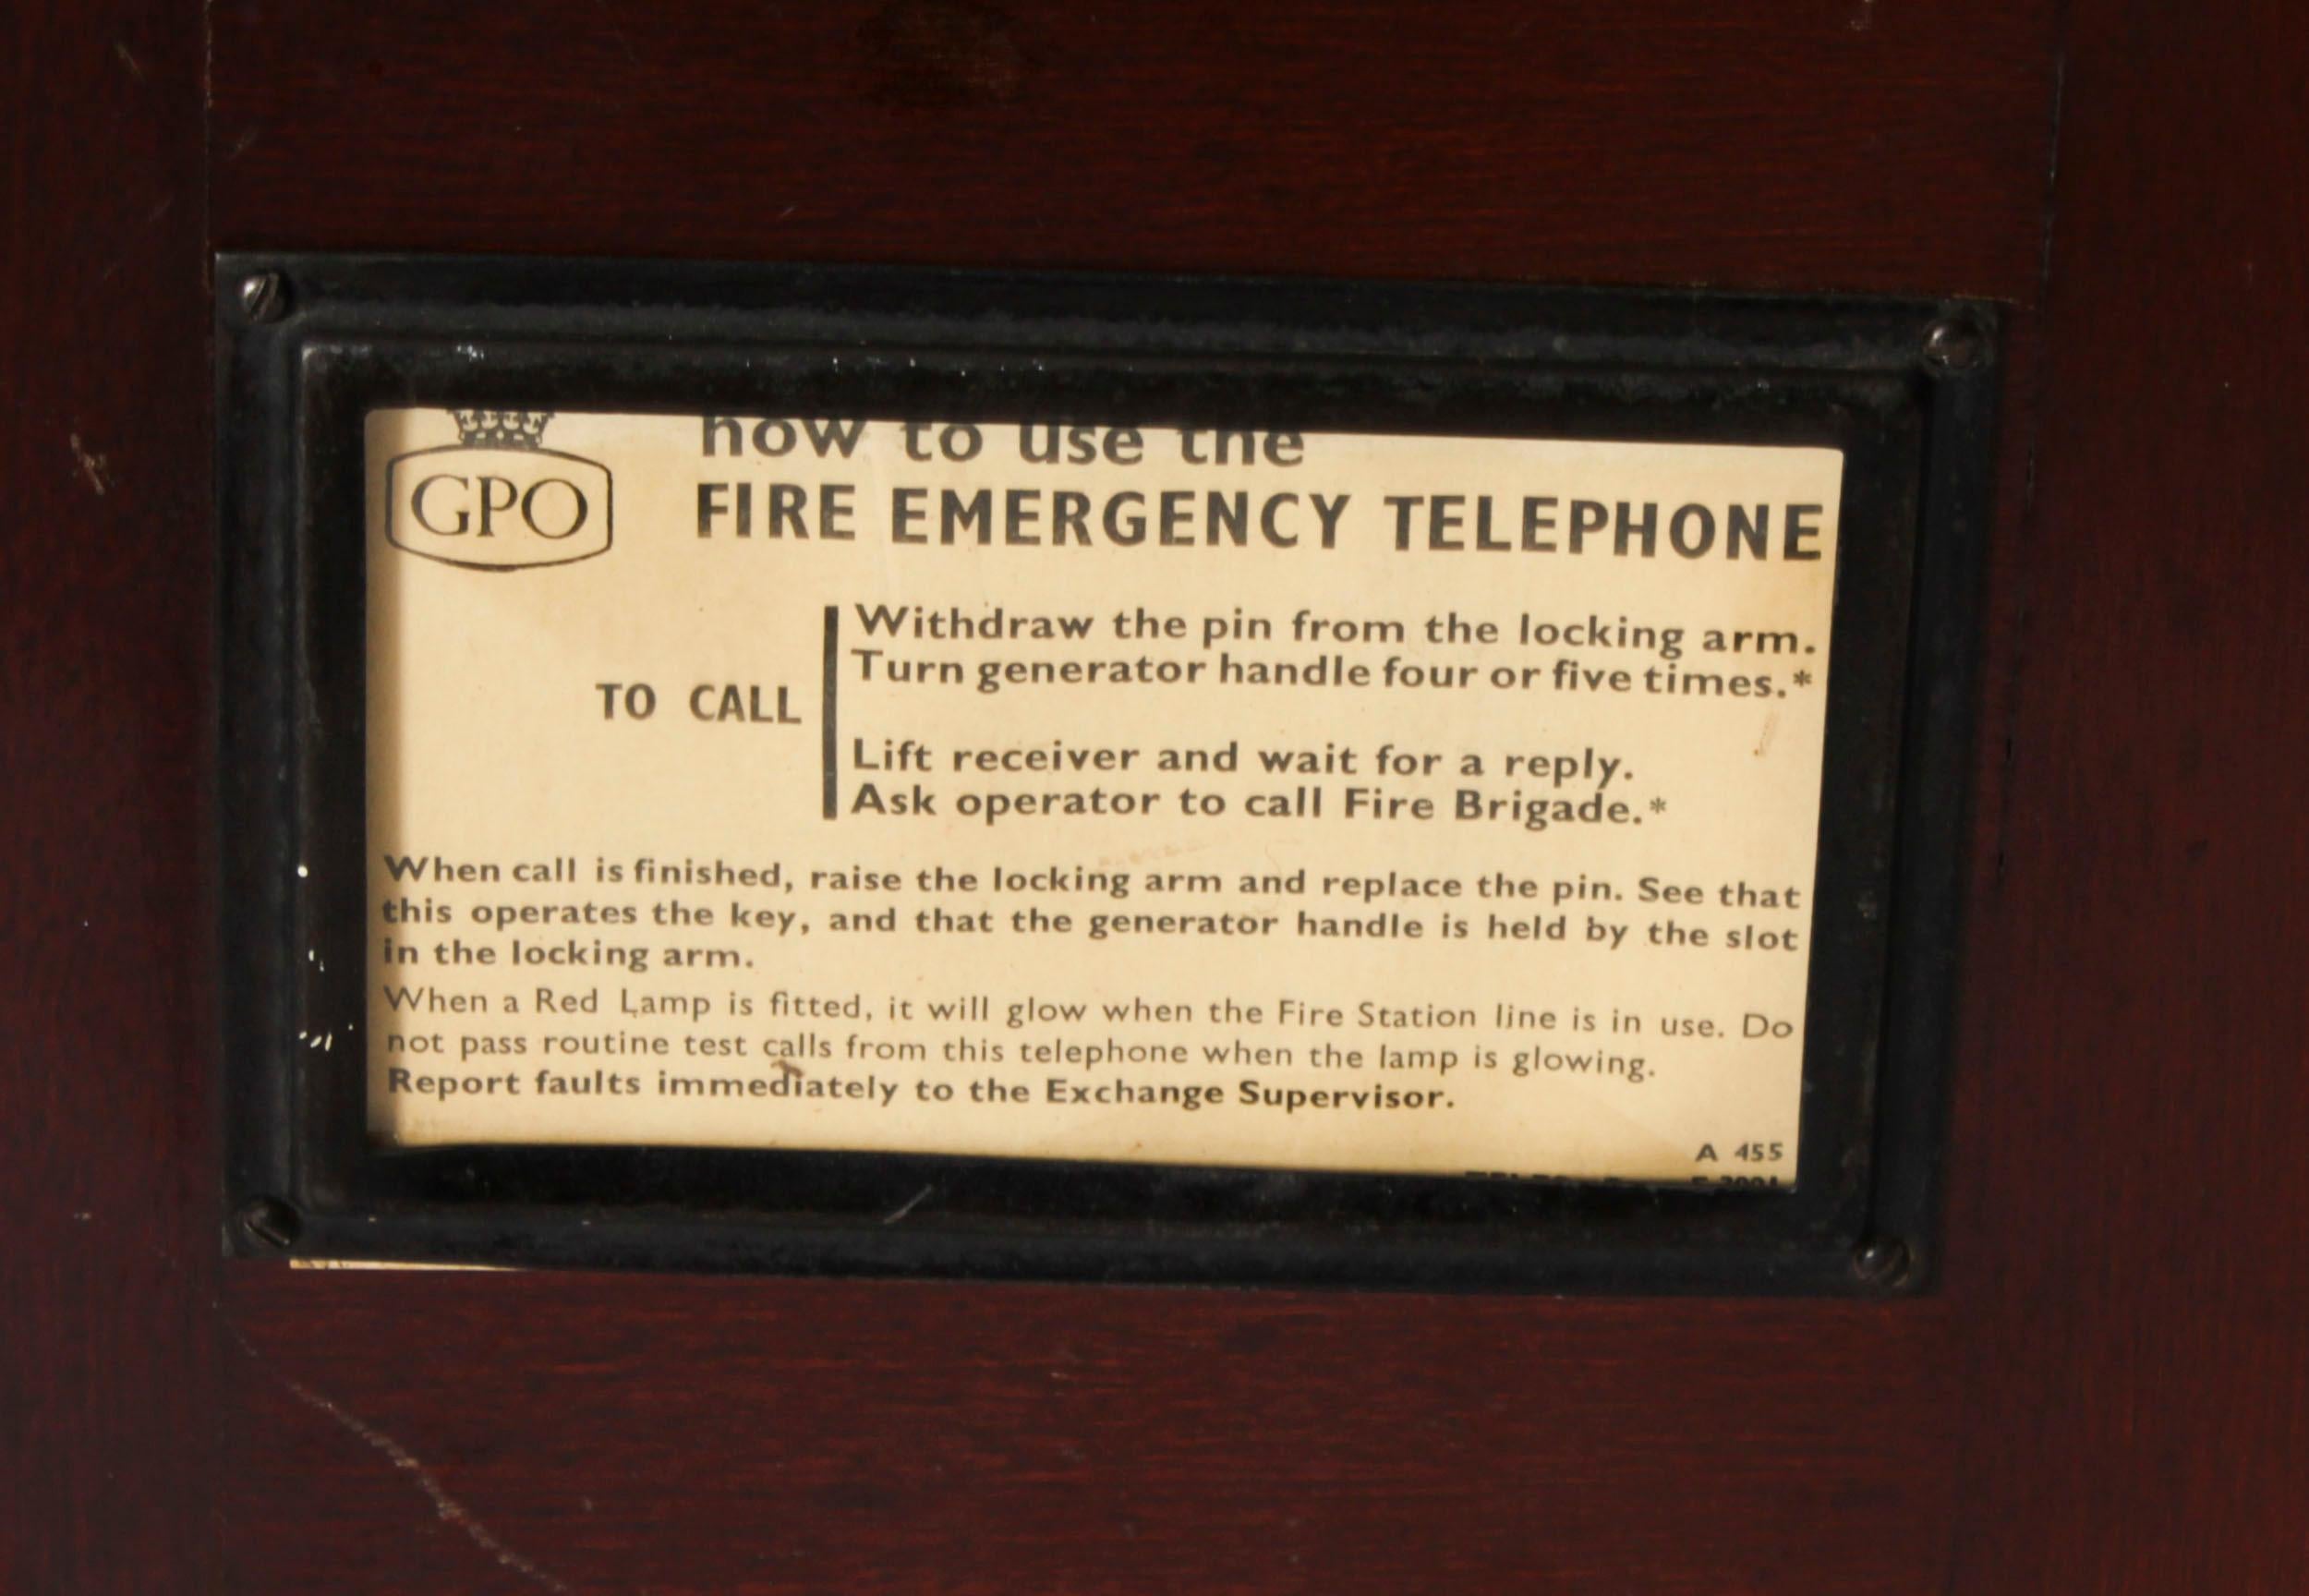 GPO
how to use the
FIRE EMERGENCY TELEPHONE
TO CALL
Withdraw the pin from the locking arm.
Turn generator handle four or five times.*
Lift receiver and wait for a reply.
Ask operator to call Fire Brigade.*
When call is finished, raise the locking arm and replace the pin. See that
this operates the key, and that the generator handle is held by the slot
in the locking arm.
When a Red Lamp is fitted, it will glow when the Fire Station line is in use. Do
not pass routine test calls from this telephone when the lamp is glowing.
Report faults immediately to the Exchange Supervisor.
A 455